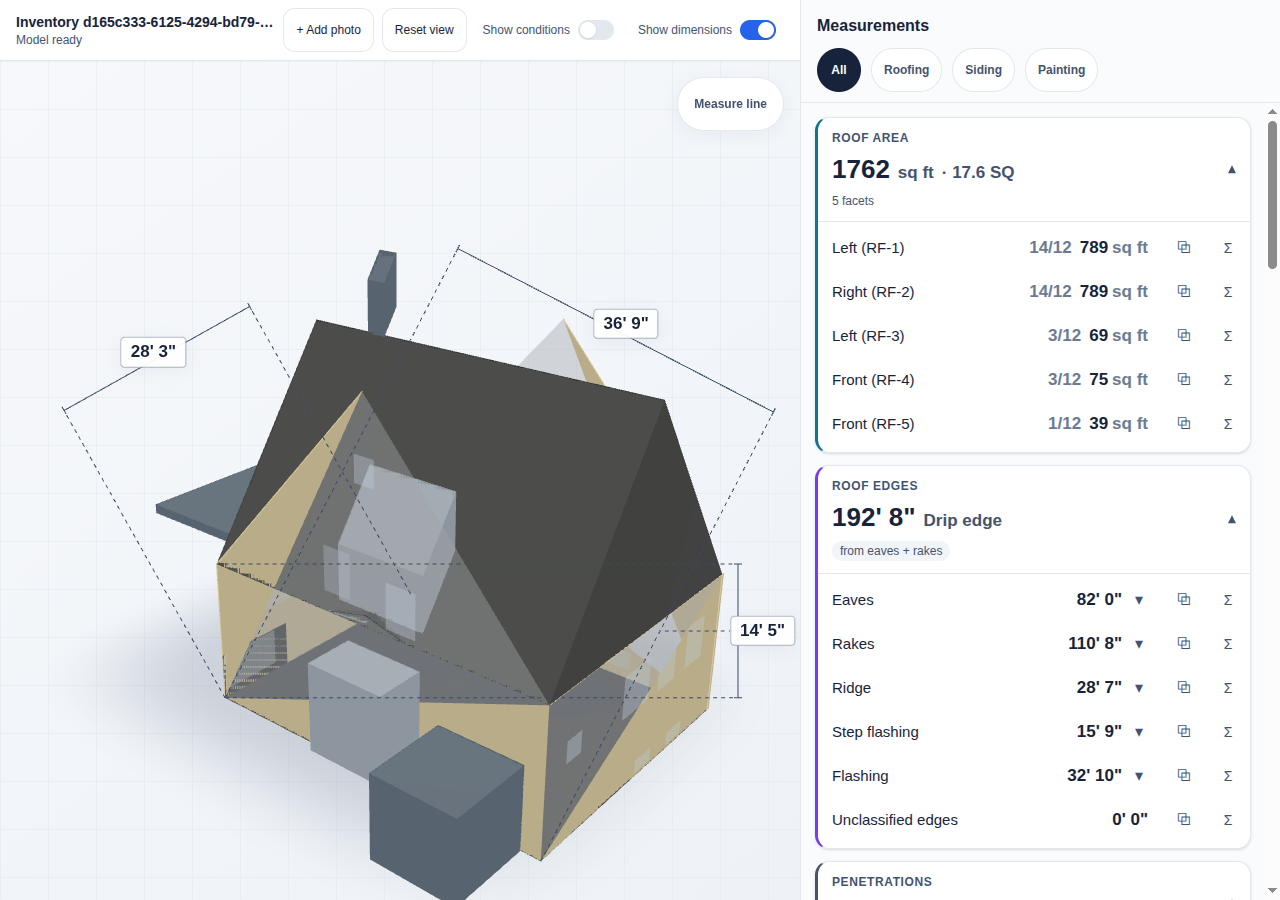 Inventory d165c333-6125-4294-bd79-...
Model ready
+ Add photo
Reset view
Show conditions
Show dimensions
Measure line
28' 3"
36' 9"
14' 5"
Measurements
All
Roofing
Siding
Painting
ROOF AREA
1762 sq ft · 17.6 SQ
▲
5 facets
Left (RF-1) 14/12 789 sq ft Σ
Right (RF-2) 14/12 789 sq ft Σ
Left (RF-3) 3/12 69 sq ft Σ
Front (RF-4) 3/12 75 sq ft Σ
Front (RF-5) 1/12 39 sq ft Σ
ROOF EDGES
192' 8" Drip edge
▲
from eaves + rakes
Eaves 82' 0" ▼ Σ
Rakes 110' 8" ▼ Σ
Ridge 28' 7" ▼ Σ
Step flashing 15' 9" ▼ Σ
Flashing 32' 10" ▼ Σ
Unclassified edges 0' 0" Σ
PENETRATIONS